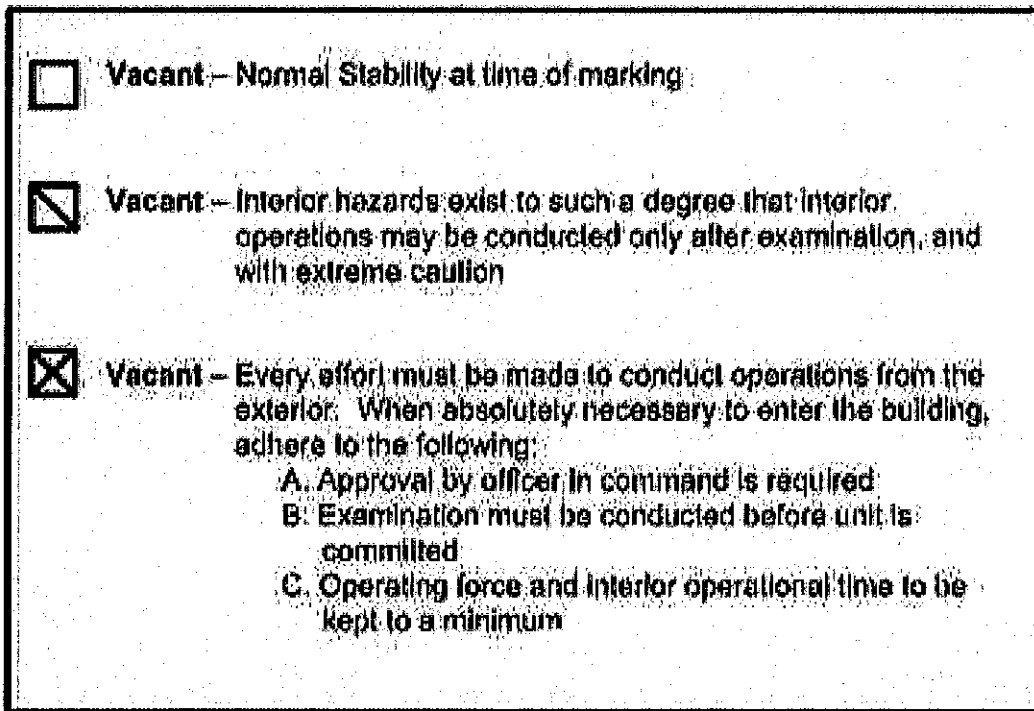 Vacant – Normal Stability at time of marking
Vacant – Interior hazards exist to such a degree that interior
operations may be conducted only after examination, and
with extreme caution
Vacant – Every effort must be made to conduct operations from the
exterior. When absolutely necessary to enter the building,
adhere to the following:
A. Approval by officer in command is required
B. Examination must be conducted before unit is
committed
C. Operating force and interior operational time to be
kept to a minimum